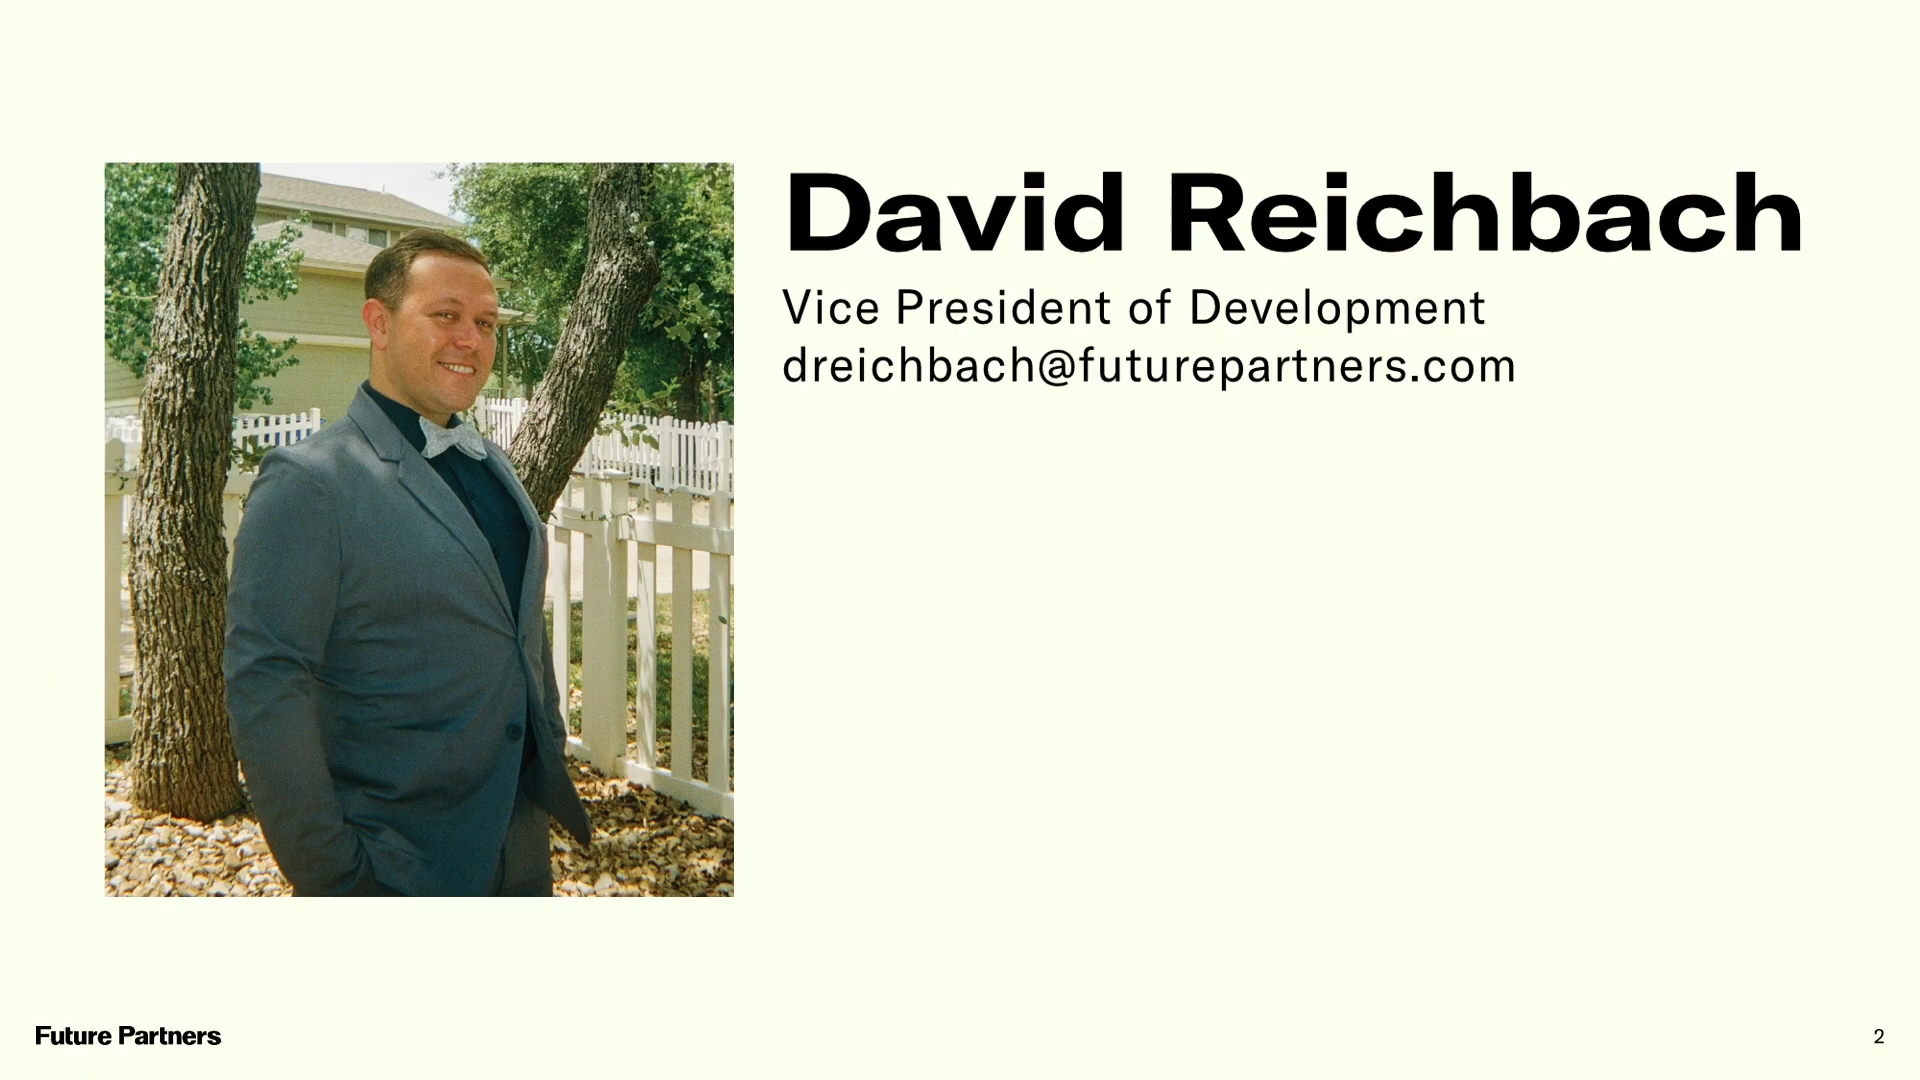 David Reichbach
Vice President of Development
dreichbach@futurepartners.com
Future Partners
2